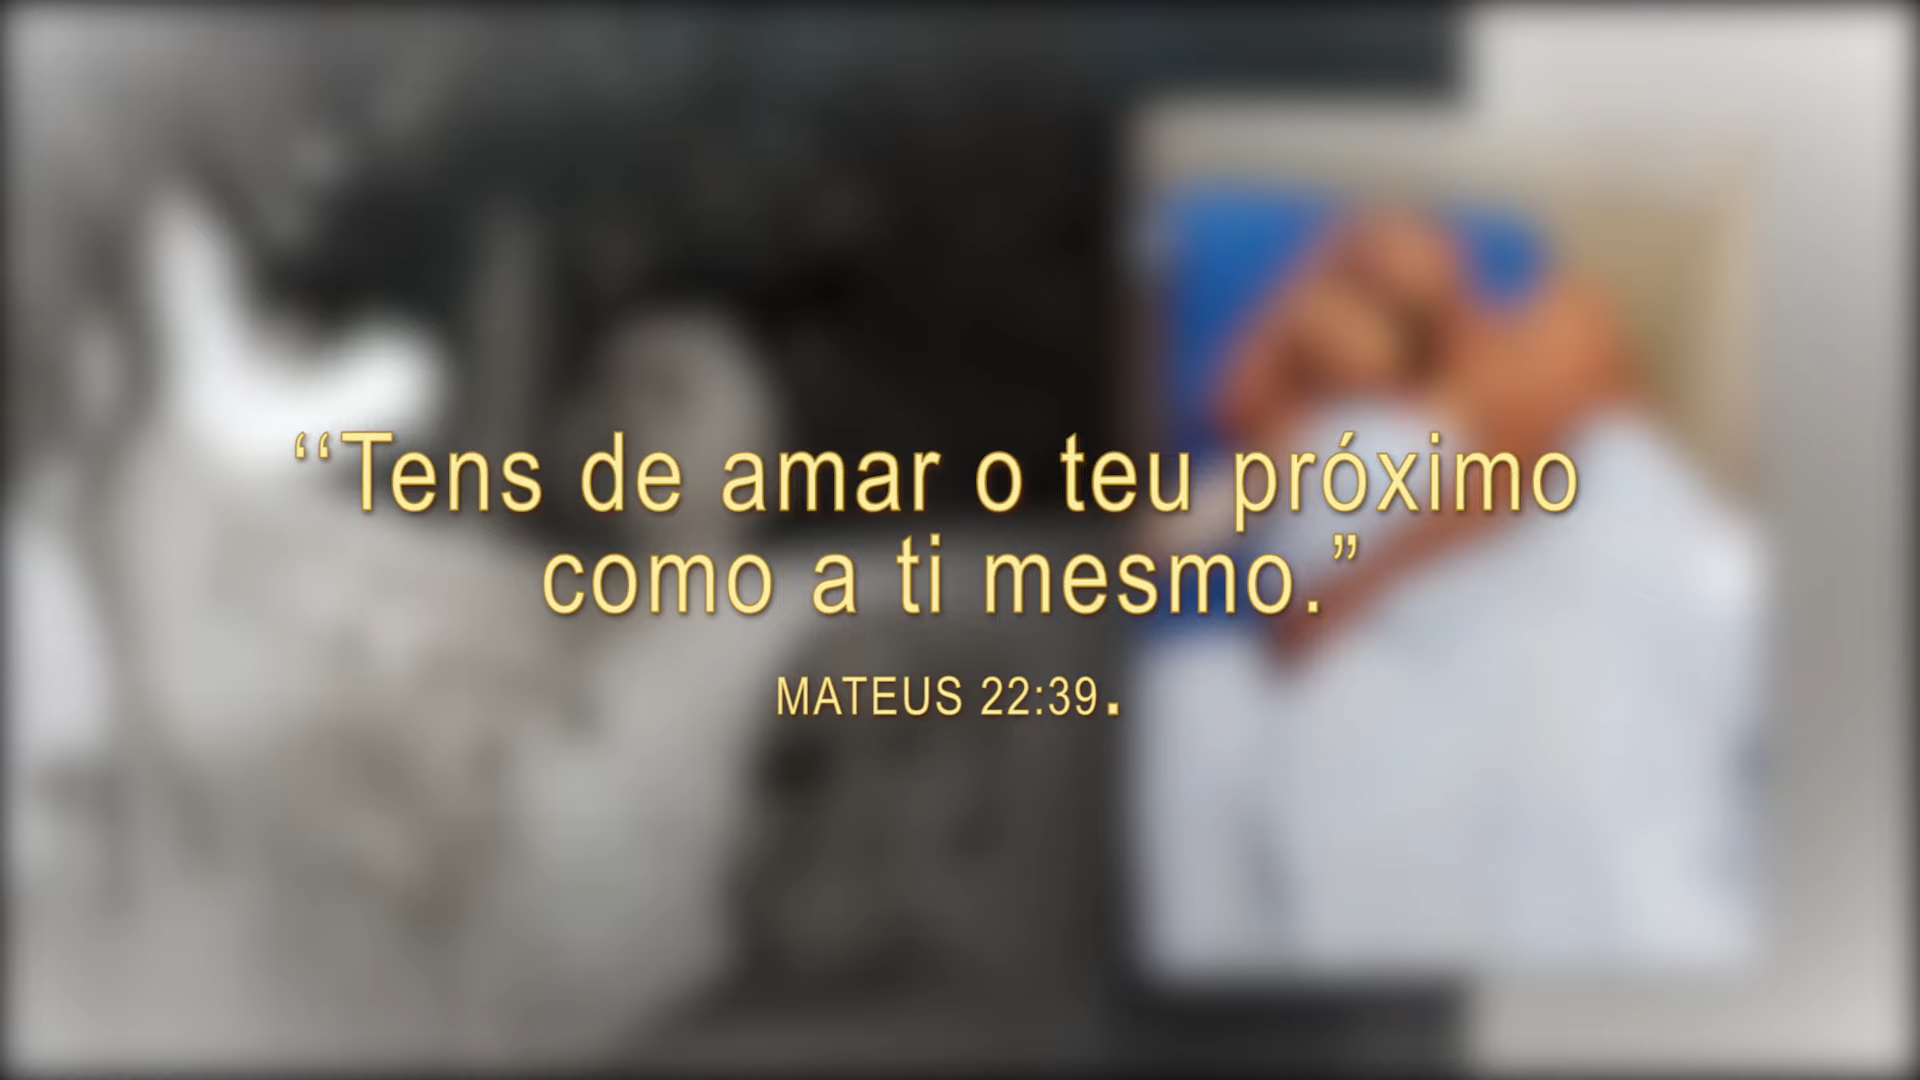 ‘‘Tens de amar o teu próximo
como a ti mesmo.”
MATEUS 22:39.